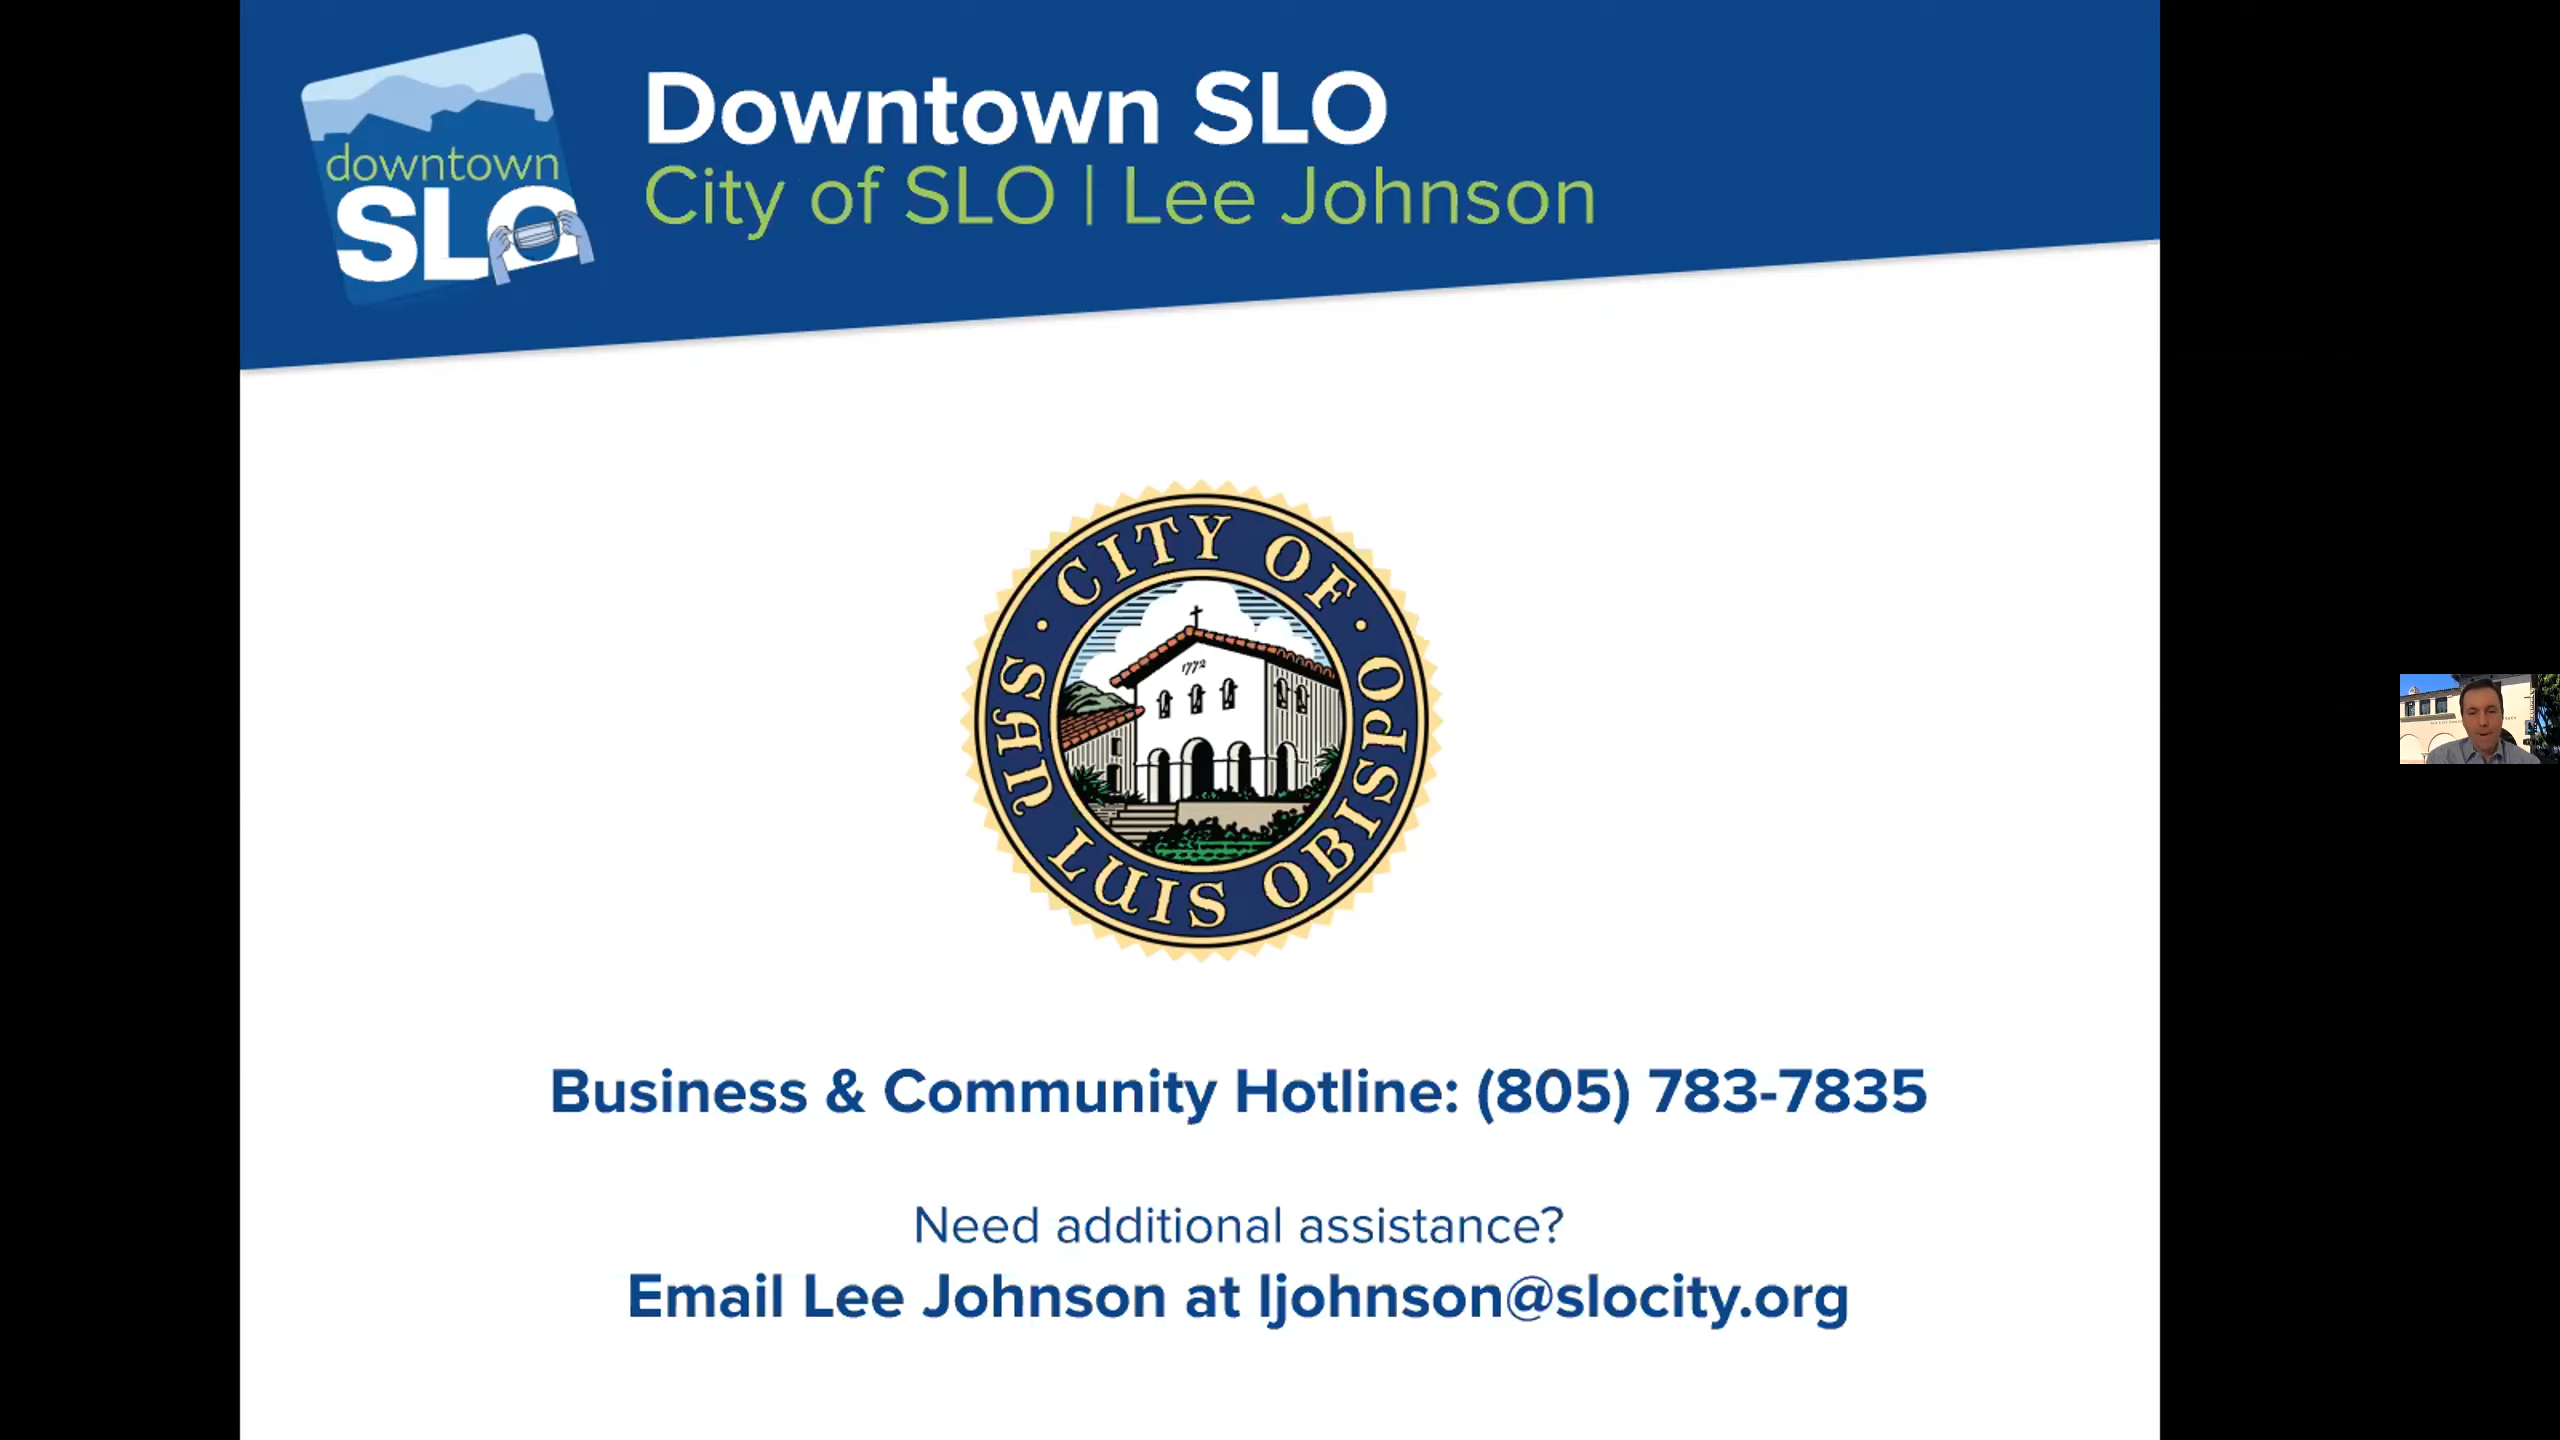 downtown
SLO
Downtown SLO
City of SLO | Lee Johnson
CITY OF
SAN LUIS OBISPO
1772
Business & Community Hotline: (805) 783-7835
Need additional assistance?
Email Lee Johnson at ljohnson@slocity.org